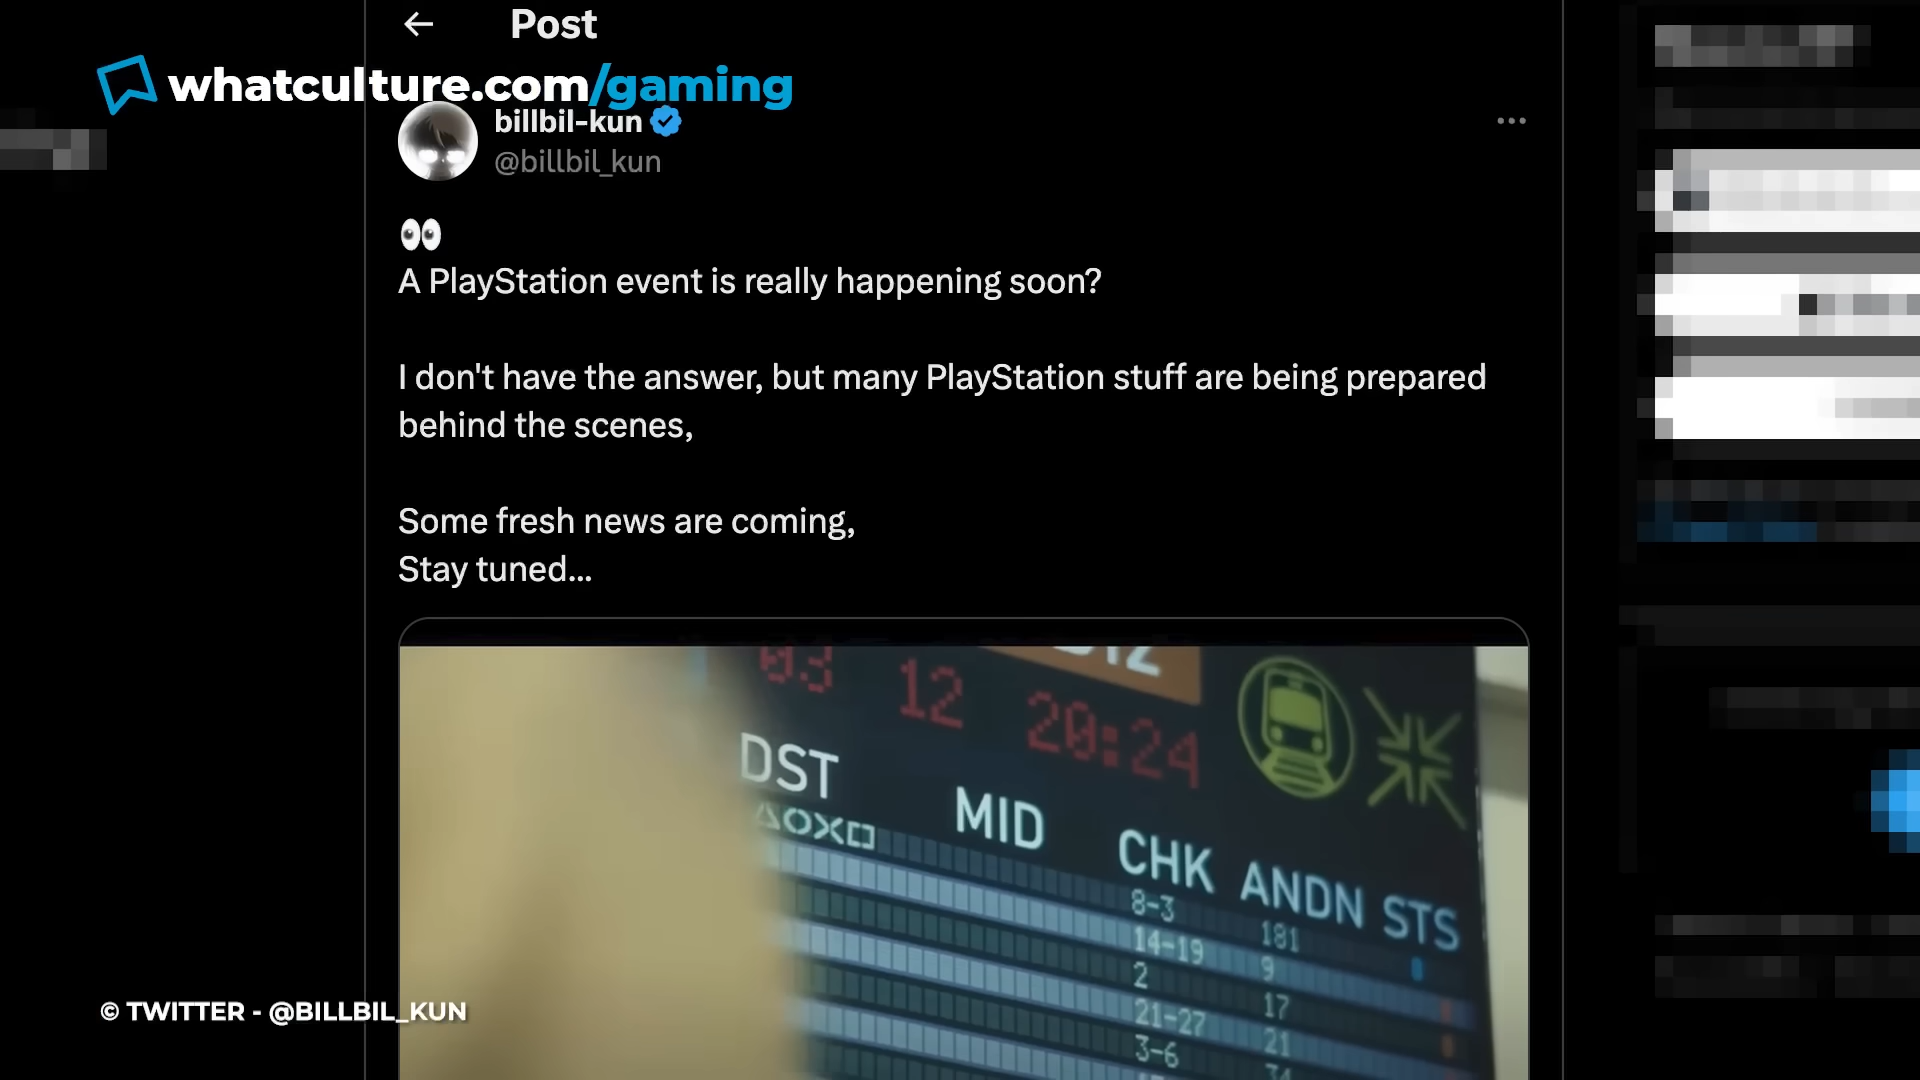 Post
whatculture.com/gaming
billbil-kun
@billbil_kun
A PlayStation event is really happening soon?
I don't have the answer, but many PlayStation stuff are being prepared
behind the scenes,
Some fresh news are coming,
Stay tuned...
03 12 20:24
DST MID CHK ANDN STS
8-3 181
14-19 9
2 17
21-27 21
3-6 34
© TWITTER - @BILLBIL_KUN